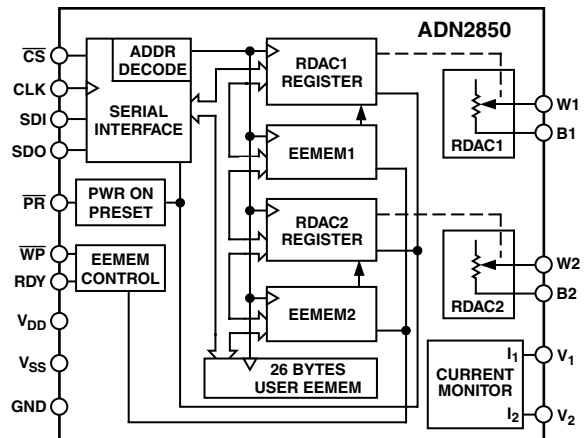 ADN2850
CS
CLK
SDI
SDO
PR
WP
RDY
VDD
VSS
GND
ADDR
DECODE
SERIAL
INTERFACE
PWR ON
PRESET
EEMEM
CONTROL
RDAC1
REGISTER
EEMEM1
RDAC2
REGISTER
EEMEM2
26 BYTES
USER EEMEM
RDAC1
W1
B1
RDAC2
W2
B2
I1
CURRENT
MONITOR
I2
V1
V2